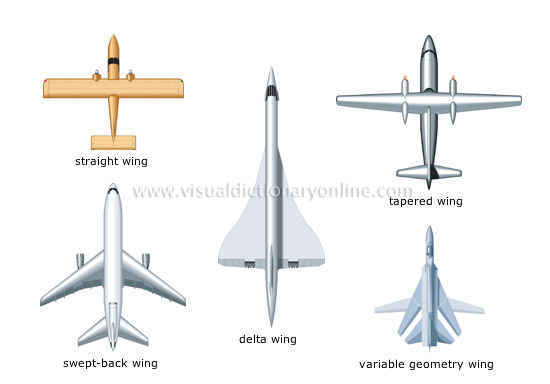 straight wing
www.visualdictionaryonline.com
tapered wing
swept-back wing
delta wing
variable geometry wing